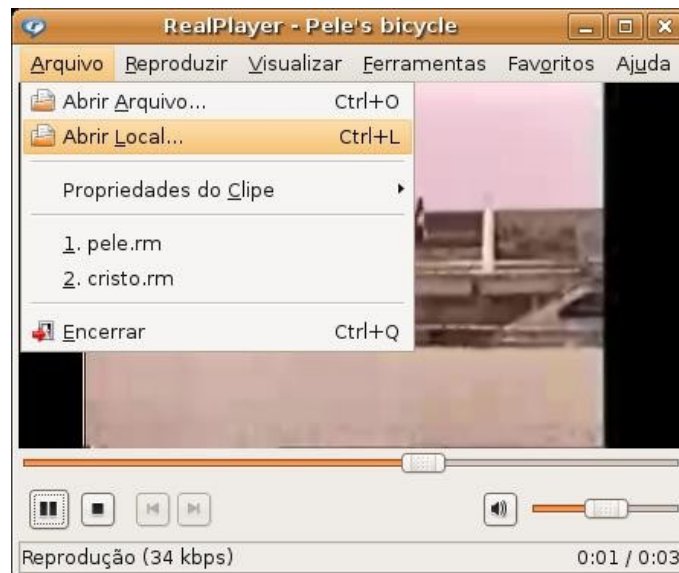 RealPlayer - Pele's bicycle
Arquivo Reproduzir Visualizar Ferramentas Favoritos Ajuda
Abrir Arquivo... Ctrl+O
Abrir Local... Ctrl+L
Propriedades do Clipe
1. pele.rm
2. cristo.rm
Encerrar Ctrl+Q
Reprodução (34 kbps) 0:01 / 0:03